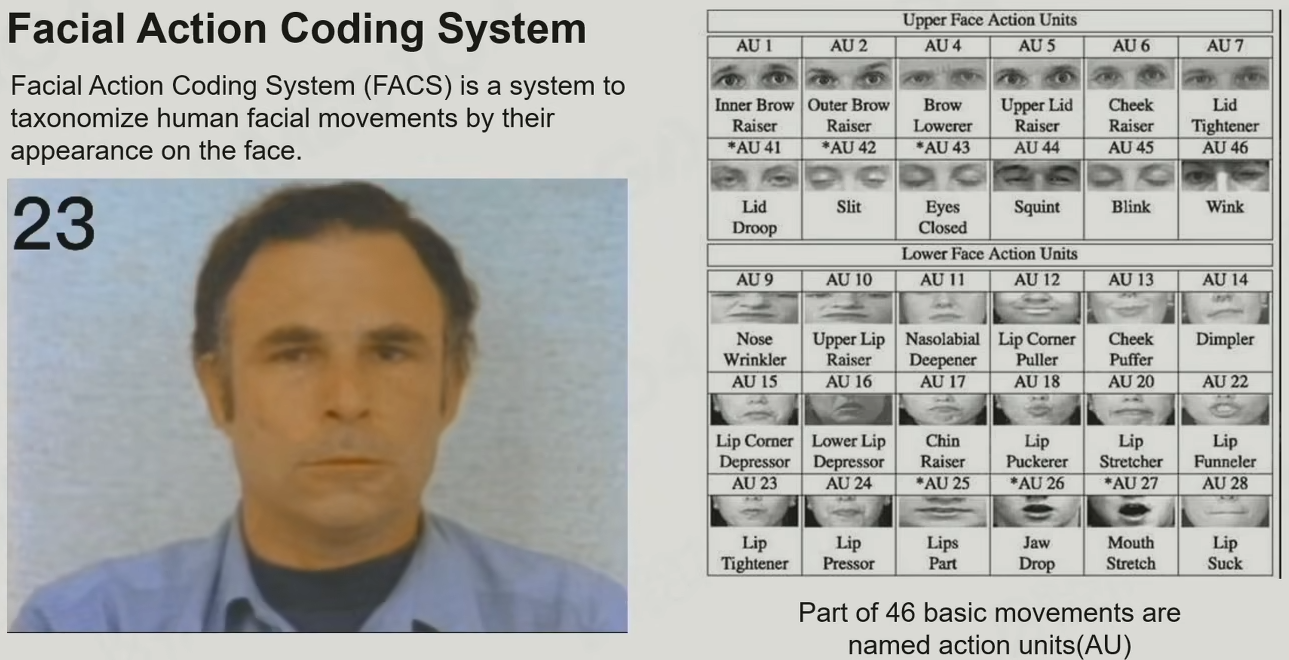 Facial Action Coding System
Facial Action Coding System (FACS) is a system to
taxonomize human facial movements by their
appearance on the face.
23
Upper Face Action Units
AU 1 AU 2 AU 4 AU 5 AU 6 AU 7
Inner Brow Outer Brow Brow Upper Lid Cheek Lid
Raiser Raiser Lowerer Raiser Raiser Tightener
*AU 41 *AU 42 *AU 43 AU 44 AU 45 AU 46
Lid Slit Eyes Squint Blink Wink
Droop Closed
Lower Face Action Units
AU 9 AU 10 AU 11 AU 12 AU 13 AU 14
Nose Upper Lip Nasolabial Lip Corner Cheek Dimpler
Wrinkler Raiser Deepener Puller Puffer
AU 15 AU 16 AU 17 AU 18 AU 20 AU 22
Lip Corner Lower Lip Chin Lip Lip Lip
Depressor Depressor Raiser Puckerer Stretcher Funneler
AU 23 AU 24 *AU 25 *AU 26 *AU 27 AU 28
Lip Lip Lips Jaw Mouth Lip
Tightener Pressor Part Drop Stretch Suck
Part of 46 basic movements are
named action units(AU)